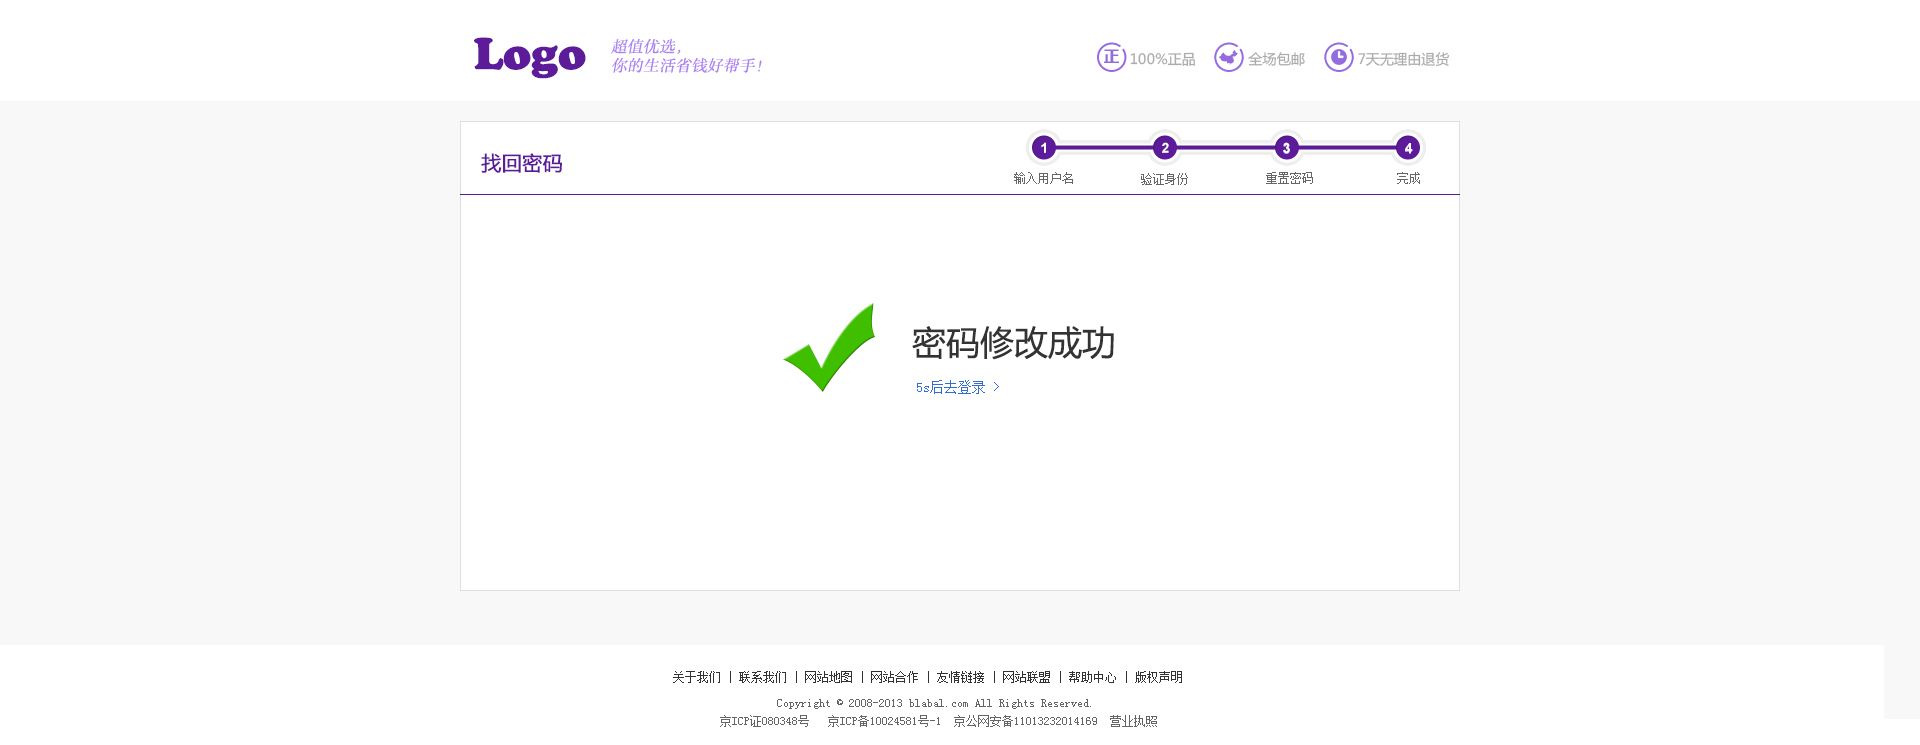 Logo
超值优选,
你的生活省钱好帮手!
正 100%正品 全场包邮 7天无理由退货
找回密码
1 2 3 4
输入用户名 验证身份 重置密码 完成
密码修改成功
5s后去登录 >
关于我们 | 联系我们 | 网站地图 | 网站合作 | 友情链接 | 网站联盟 | 帮助中心 | 版权声明
Copyright © 2008-2013 blabal.com All Rights Reserved.
京ICP证080348号 京ICP备10024581号-1 京公网安备11013232014169 营业执照